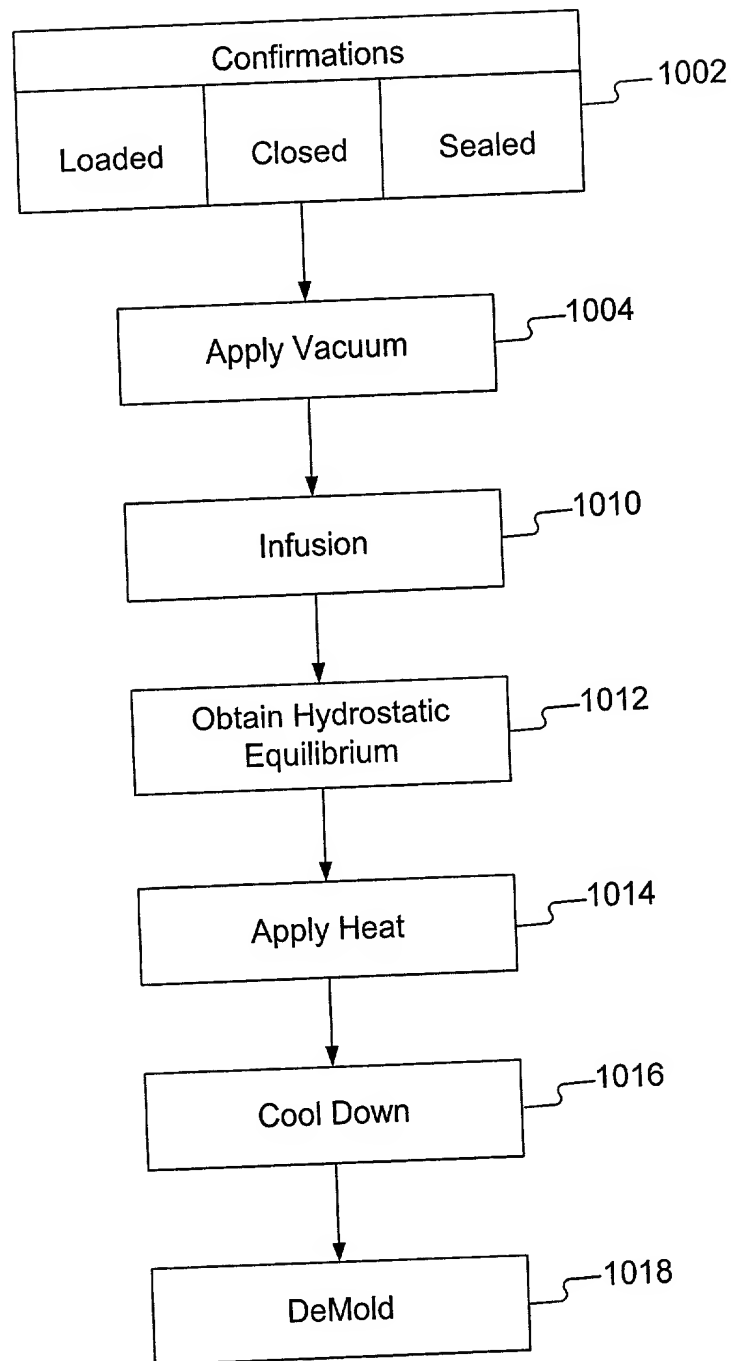 Confirmations
1002
Loaded
Closed
Sealed
Apply Vacuum
1004
Infusion
1010
Obtain Hydrostatic
Equilibrium
1012
Apply Heat
1014
Cool Down
1016
DeMold
1018